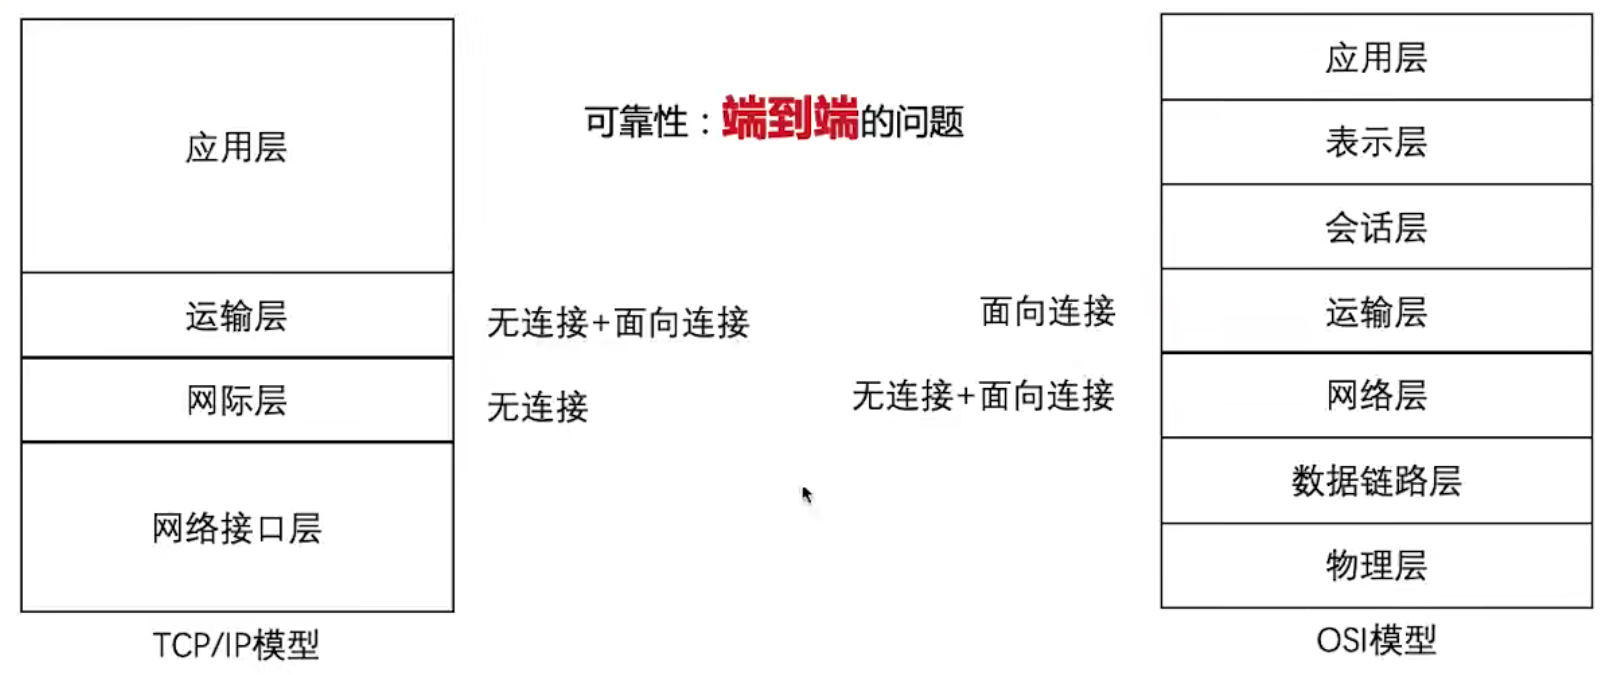 应用层
运输层
网际层
网络接口层
TCP/IP模型
可靠性：端到端的问题
无连接+面向连接
无连接
面向连接
无连接+面向连接
应用层
表示层
会话层
运输层
网络层
数据链路层
物理层
OSI模型